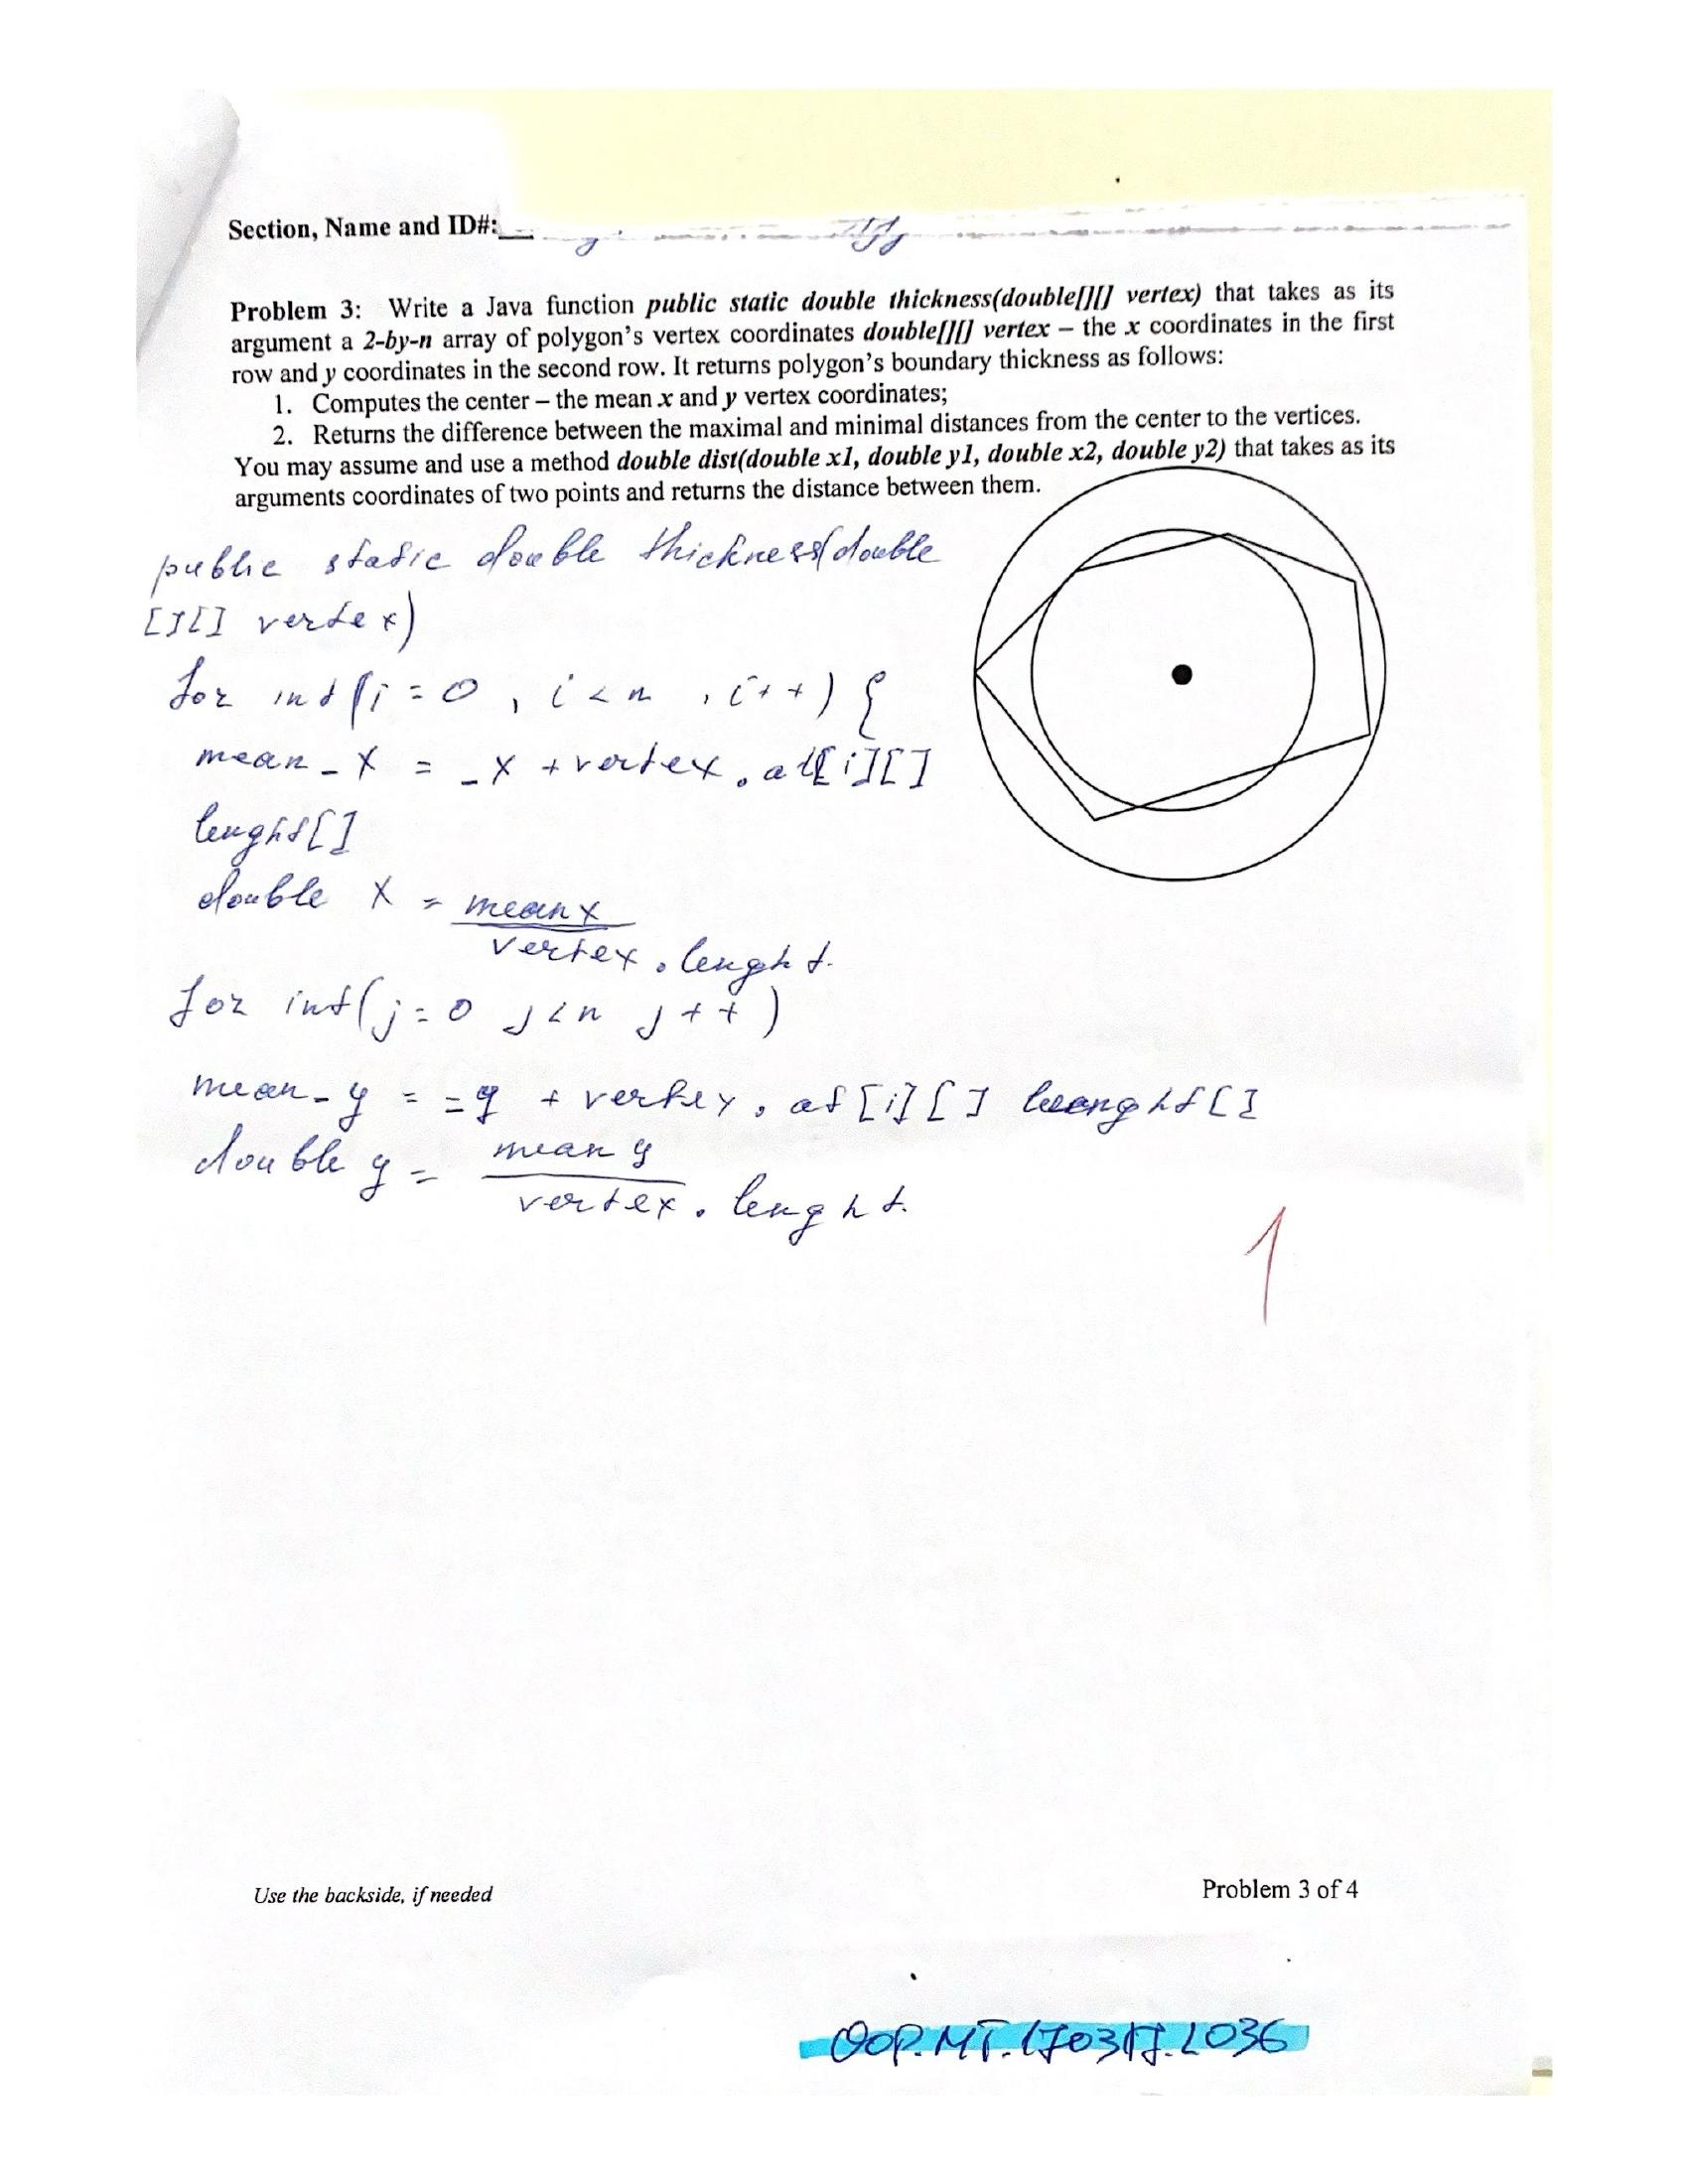 Section, Name and ID#:
Problem 3: Write a Java function public static double thickness(double[][] vertex) that takes as its
argument a 2-by-n array of polygon's vertex coordinates double[][] vertex – the x coordinates in the first
row and y coordinates in the second row. It returns polygon's boundary thickness as follows:
1. Computes the center – the mean x and y vertex coordinates;
2. Returns the difference between the maximal and minimal distances from the center to the vertices.
You may assume and use a method double dist(double x1, double y1, double x2, double y2) that takes as its
arguments coordinates of two points and returns the distance between them.
public static double thickness(double
[][] vertex)
for int(i = 0 , i < n , i++) {
mean_x = _x + vertex.at[i][]
lenght[]
double x = mean x
vertex.lenght.
for int(j = 0 j < n j++)
mean_y = =y + vertex. at[i][] lenght[]
double y = mean y
vertex. lenght.
1
Use the backside, if needed
Problem 3 of 4
OOP.MT.170317.L036